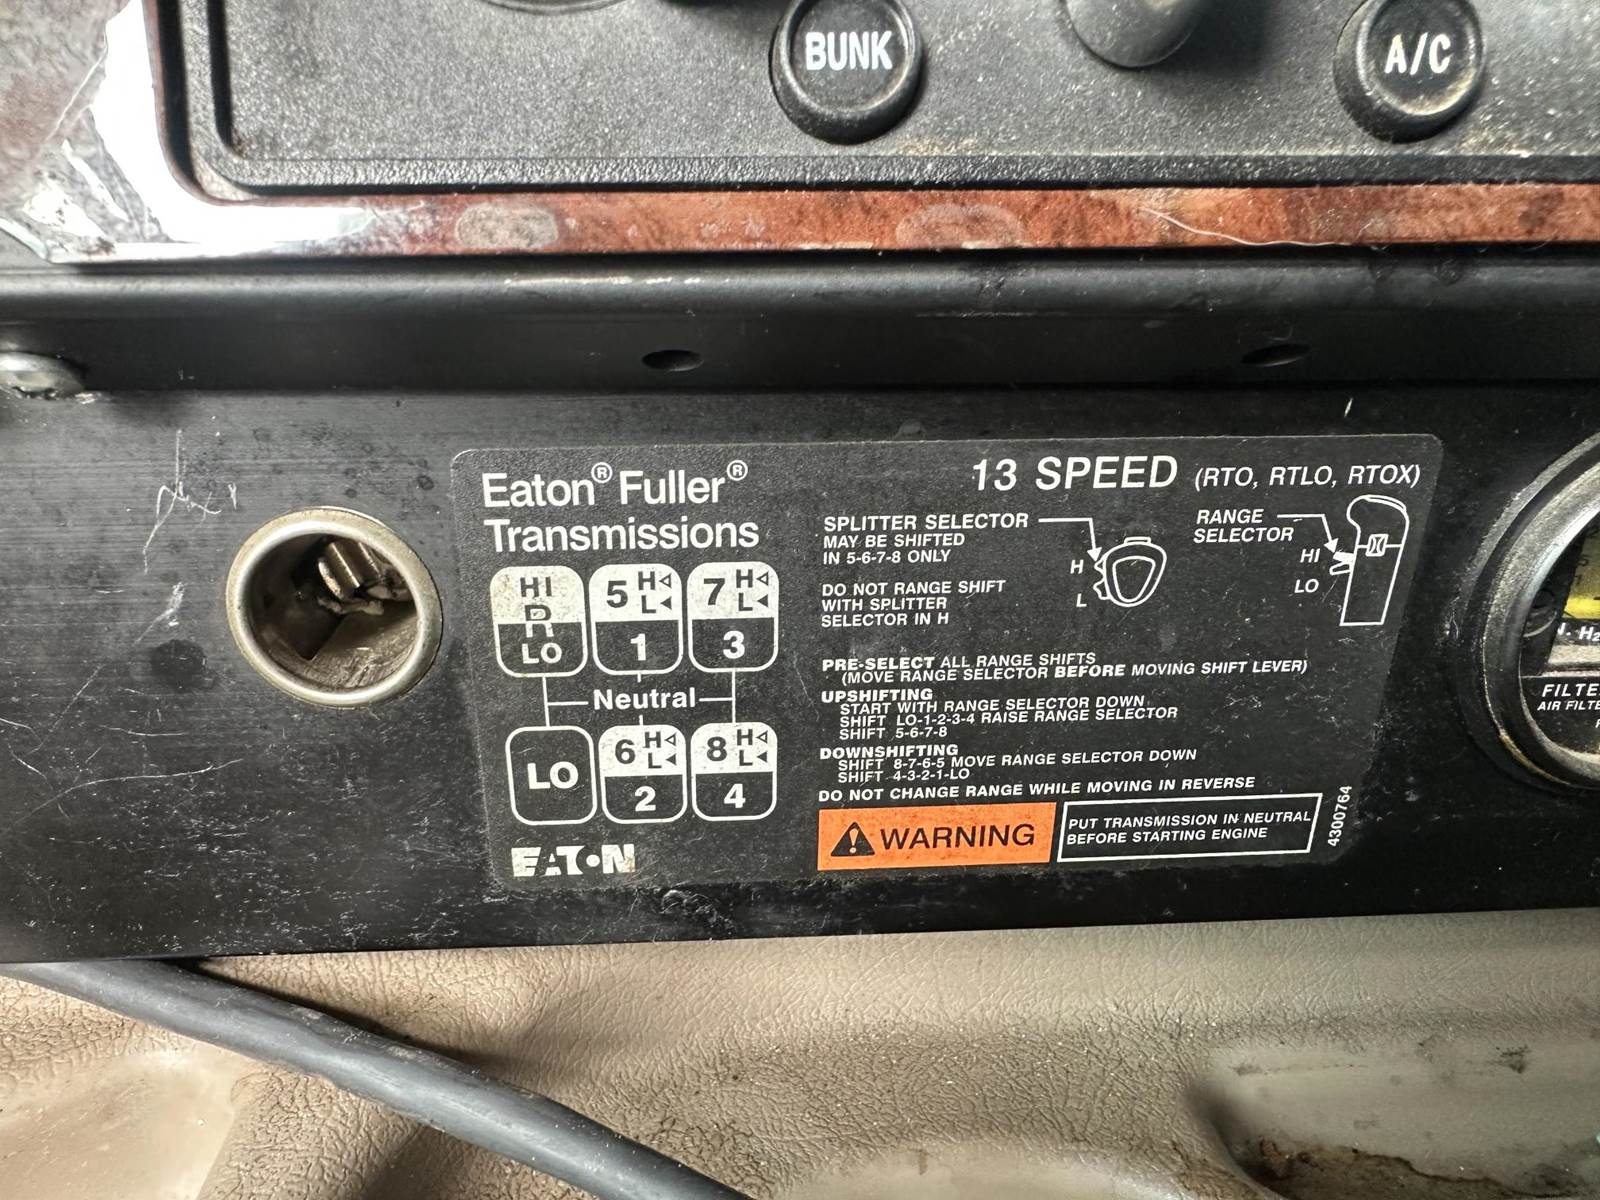 BUNK
A/C
Eaton® Fuller®
Transmissions
13 SPEED (RTO, RTLO, RTOX)
SPLITTER SELECTOR
MAY BE SHIFTED
IN 5-6-7-8 ONLY
DO NOT RANGE SHIFT
WITH SPLITTER
SELECTOR IN H
H
L
RANGE
SELECTOR
HI
LO
HI
R
LO
5 H
L
1
7 H
L
3
Neutral
LO
6 H
L
2
8 H
L
4
PRE-SELECT ALL RANGE SHIFTS
(MOVE RANGE SELECTOR BEFORE MOVING SHIFT LEVER)
UPSHIFTING
START WITH RANGE SELECTOR DOWN
SHIFT LO-1-2-3-4 RAISE RANGE SELECTOR
SHIFT 5-6-7-8
DOWNSHIFTING
SHIFT 8-7-6-5 MOVE RANGE SELECTOR DOWN
SHIFT 4-3-2-1-LO
DO NOT CHANGE RANGE WHILE MOVING IN REVERSE
WARNING
PUT TRANSMISSION IN NEUTRAL
BEFORE STARTING ENGINE
4300764
EATON